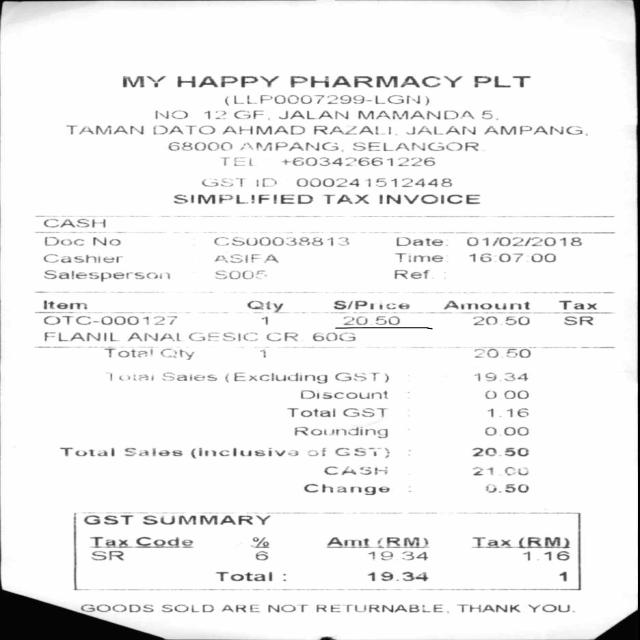 MY HAPPY PHARMACY PLT
(LLP0007299-LGN)
NO. 12 GF, JALAN MAMANDA 5,
TAMAN DATO AHMAD RAZALI, JALAN AMPANG,
68000 AMPANG, SELANGOR.
TEL : +60342661226
GST ID : 000241512448
SIMPLIFIED TAX INVOICE
CASH
Doc No : CS00038813 Date: 01/02/2018
Cashier : ASIFA Time: 16:07:00
Salesperson : S005 Ref. :
Item Qty S/Price Amount Tax
OTC-000127 1 20.50 20.50 SR
FLANIL ANALGESIC CR. 60G
Total Qty 1 20.50
Total Sales (Excluding GST) : 19.34
Discount : 0.00
Total GST : 1.16
Rounding : 0.00
Total Sales (Inclusive of GST) : 20.50
CASH : 21.00
Change : 0.50
GST SUMMARY
Tax Code % Amt (RM) Tax (RM)
SR 6 19.34 1.16
Total : 19.34 1
GOODS SOLD ARE NOT RETURNABLE, THANK YOU.